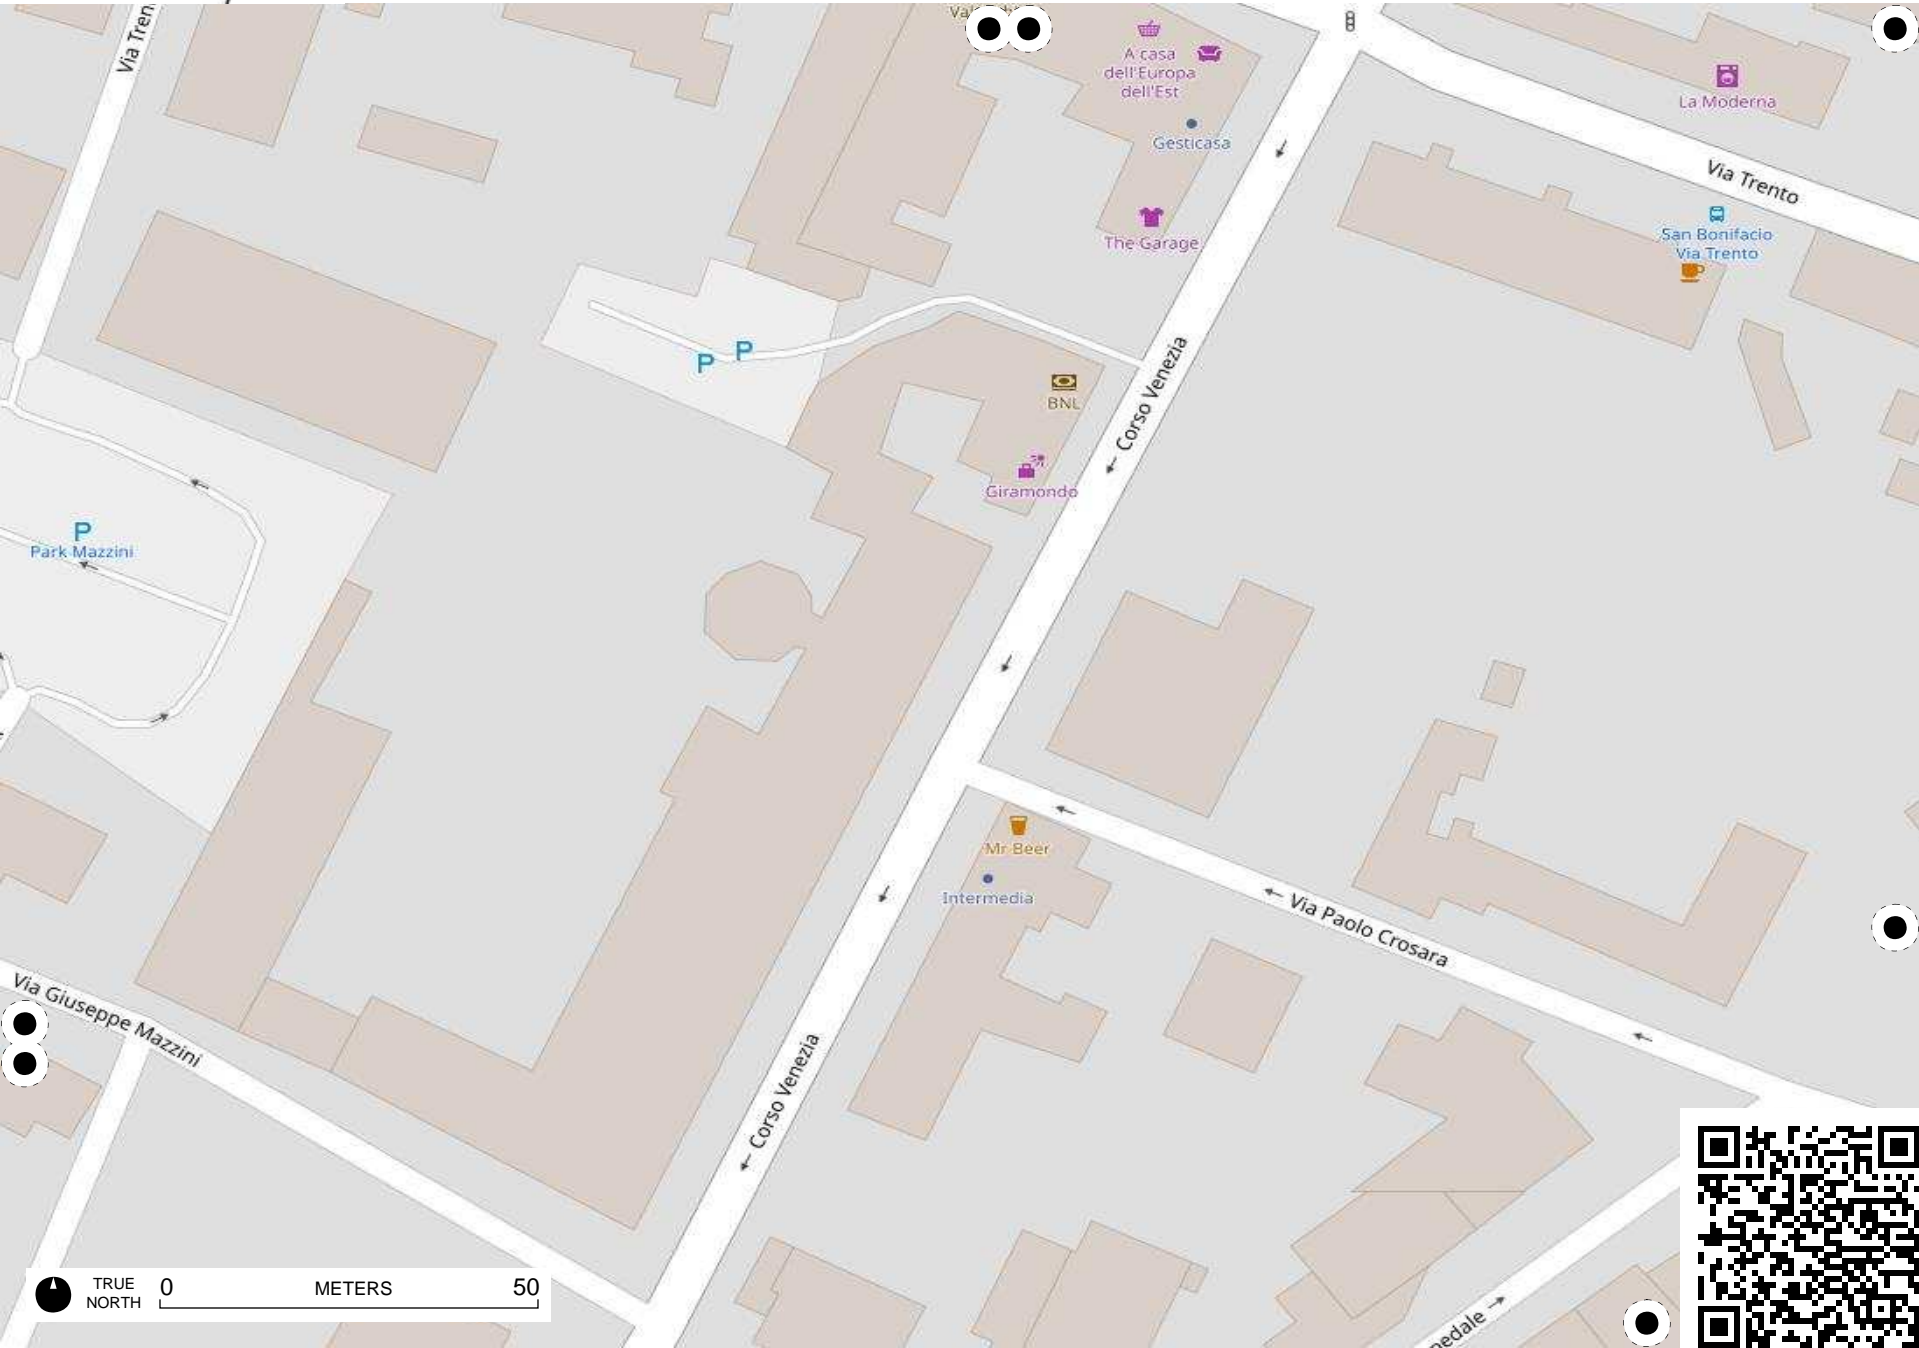 A casa
dell'Europa
dell'Est
La Moderna
Gesticasa
Via Trento
The Garage
San Bonifacio
Via Trento
P
P
BNL
← Corso Venezia
Giramondo
P
Park Mazzini
Mr Beer
Intermedia
← Via Paolo Crosara
Via Giuseppe Mazzini
← Corso Venezia
TRUE
NORTH
0 METERS 50